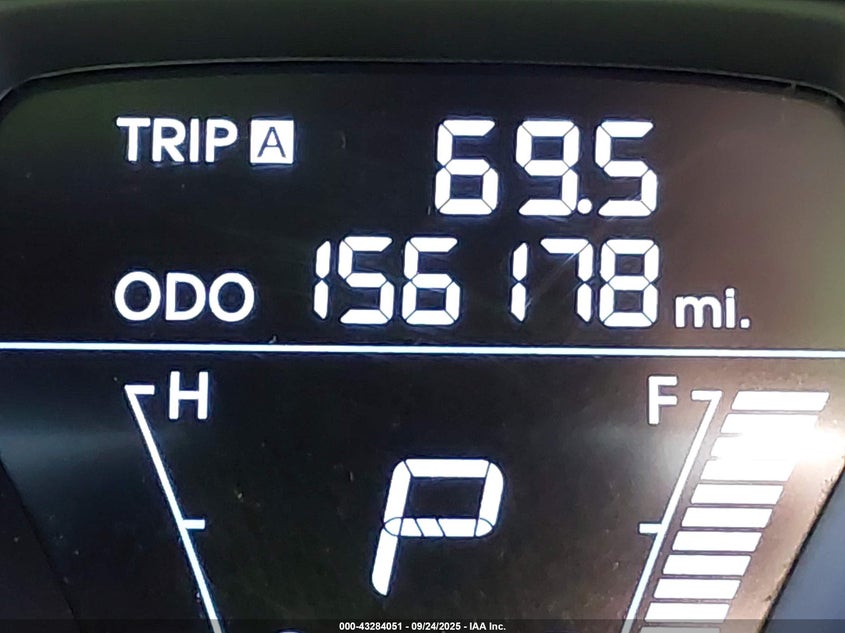 TRIP A 69.5
ODO 156178 mi.
H F
P
000-43284051 - 09/24/2025 - IAA Inc.